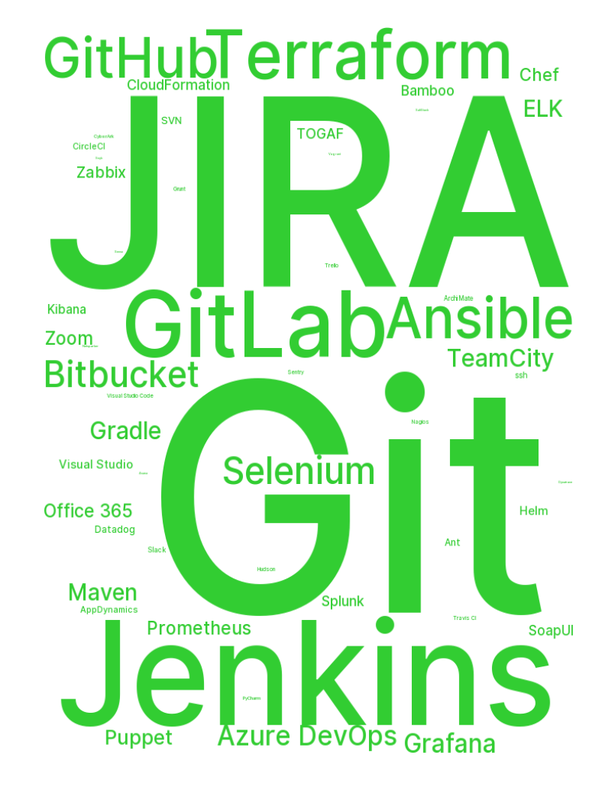 GitHub
Terraform
CloudFormation
Chef
Bamboo
ELK
JIRA
SVN
TOGAF
CircleCI
Zabbix
Trello
GitLab
ArchiMate
Ansible
Kibana
Zoom
TeamCity
Bitbucket
Sentry
ssh
Visual Studio Code
Git
Nagios
Gradle
Selenium
Visual Studio
Office 365
Helm
Datadog
Ant
Slack
Hadoop
Maven
Splunk
AppDynamics
Travis CI
Prometheus
SoapUI
Jenkins
PyCharm
Puppet
Azure DevOps
Grafana